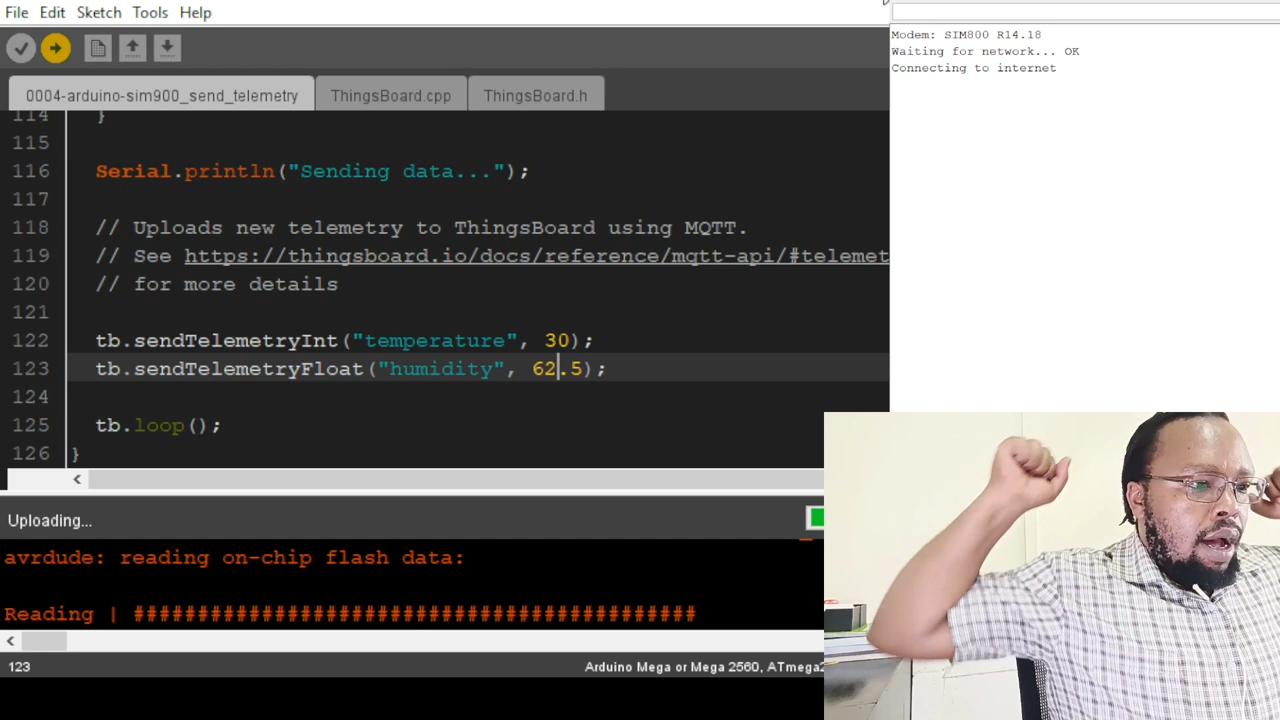 File Edit Sketch Tools Help
0004-arduino-sim900_send_telemetry ThingsBoard.cpp ThingsBoard.h
114 }
115
116 Serial.println("Sending data...");
117
118 // Uploads new telemetry to ThingsBoard using MQTT.
119 // See https://thingsboard.io/docs/reference/mqtt-api/#telemet
120 // for more details
121
122 tb.sendTelemetryInt("temperature", 30);
123 tb.sendTelemetryFloat("humidity", 62.5);
124
125 tb.loop();
126 }
Uploading...
avrdude: reading on-chip flash data:
Reading | ############################################
123 Arduino Mega or Mega 2560, ATmega2
Modem: SIM800 R14.18
Waiting for network... OK
Connecting to internet